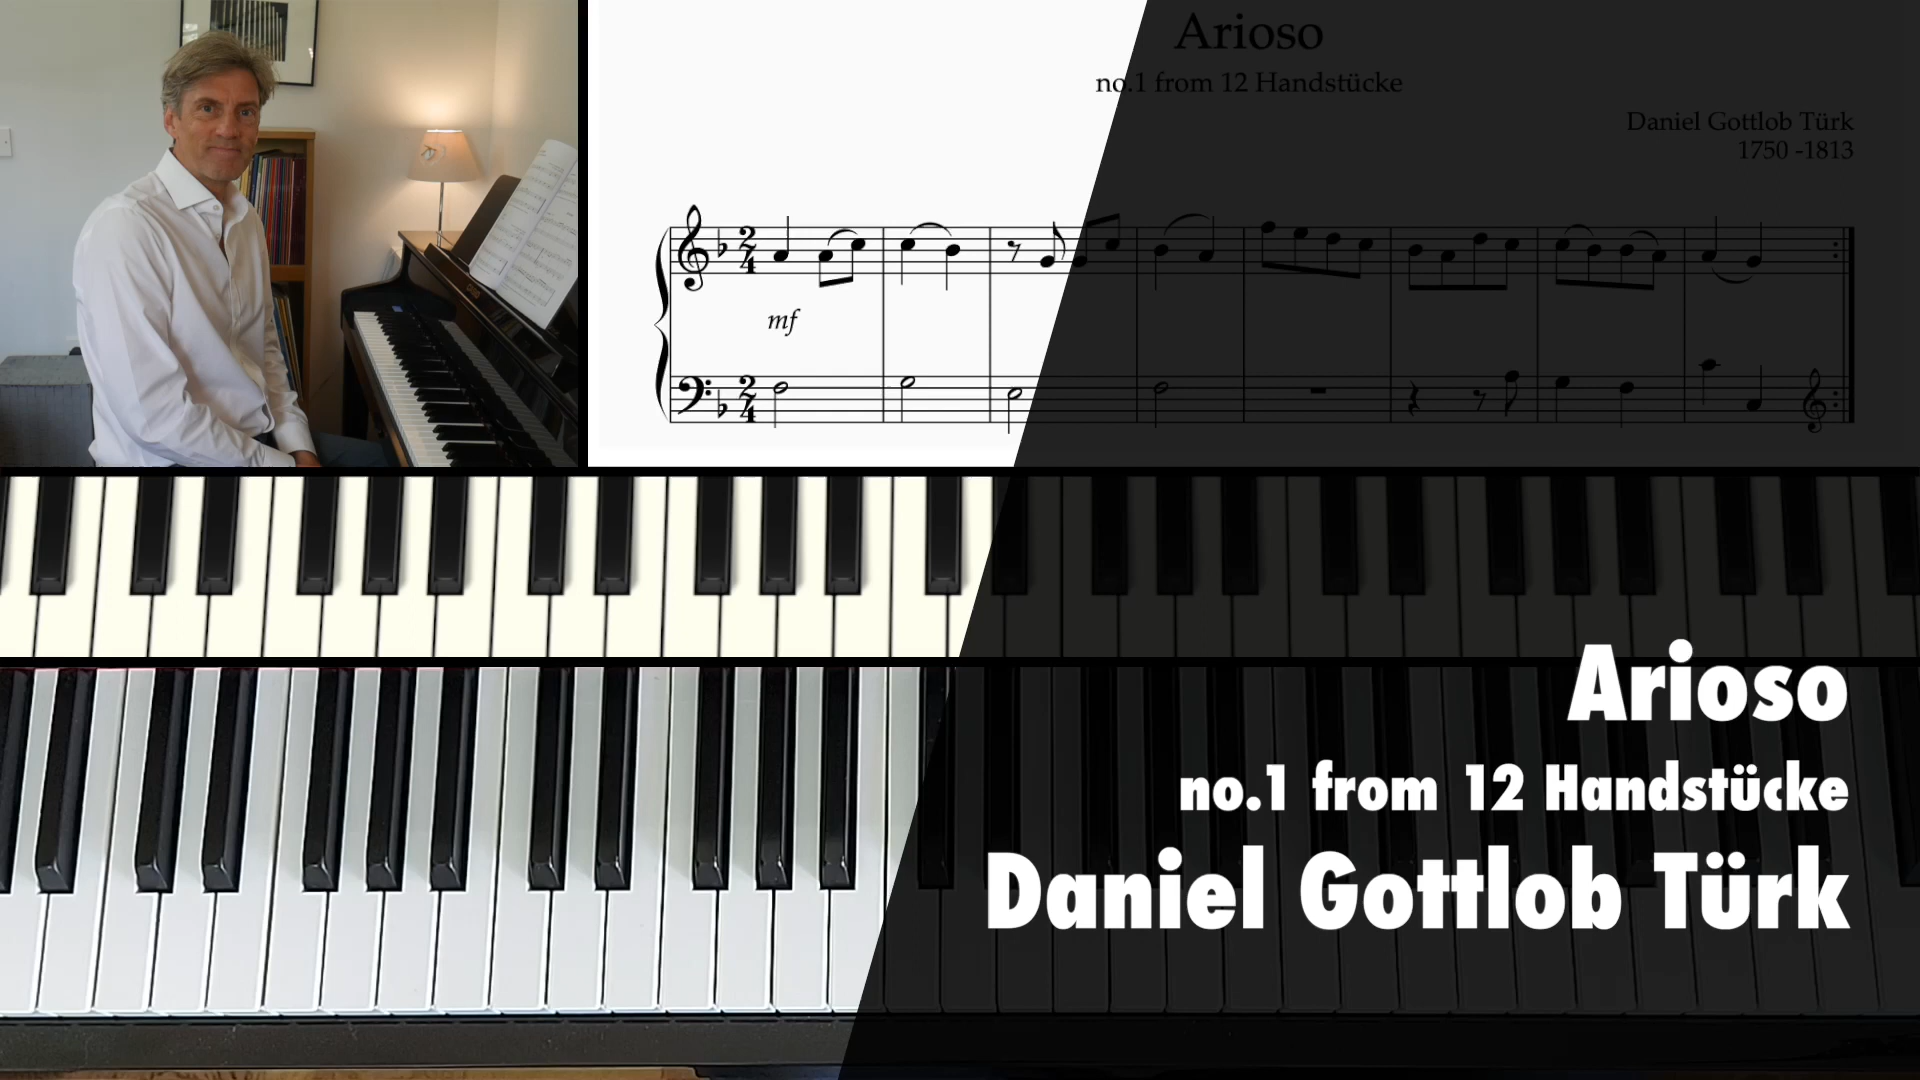 Arioso
no.1 from 12 Handstücke
Daniel Gottlob Türk
1750 -1813
mf
Arioso
no.1 from 12 Handstücke
Daniel Gottlob Türk